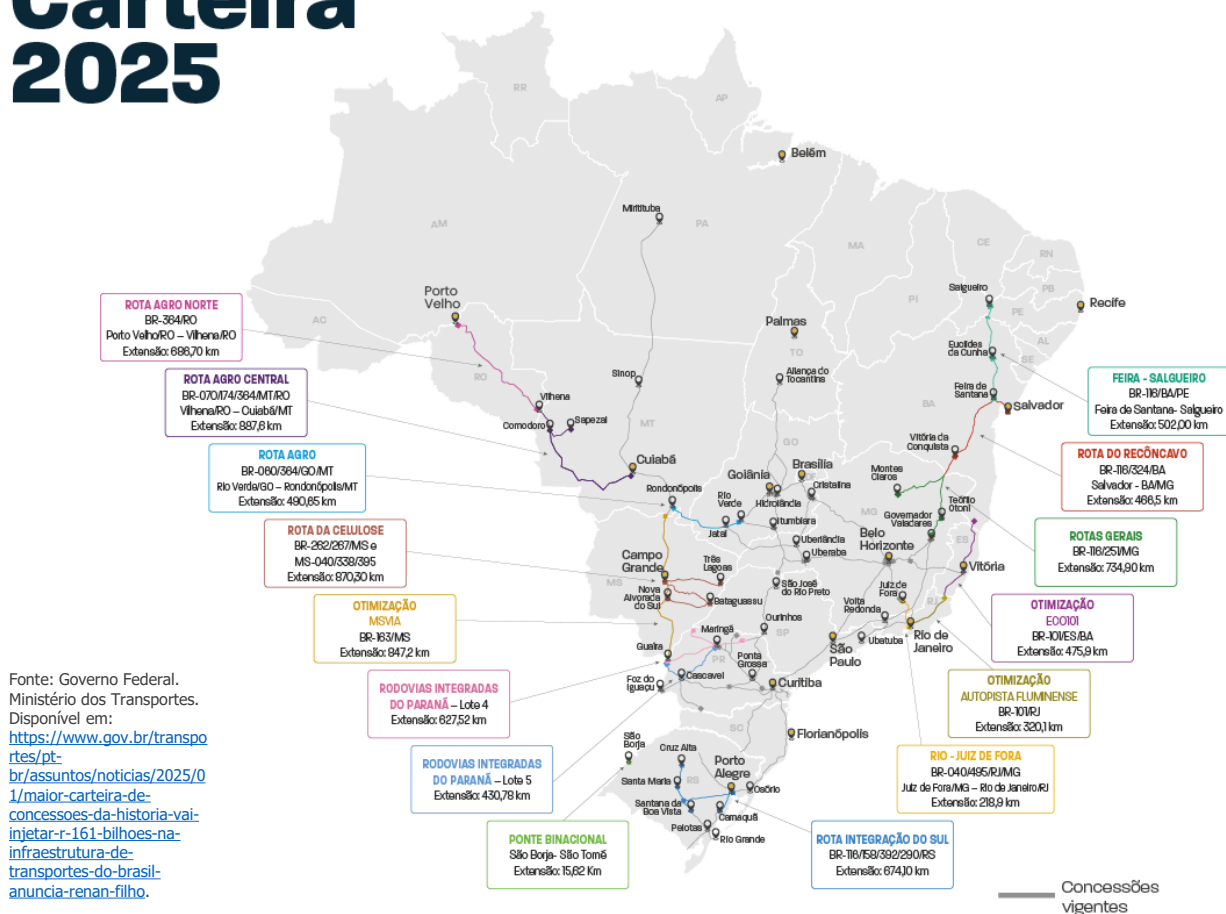 Carteira
2025
RR
AP
Belém
Miritituba
AM
PA
MA
CE
RN
PB
PI
PE
AL
SE
Salgueiro
Recife
Porto
Velho
AC
Palmas
TO
Euclides
da Cunha
RO
Sinop
Aliança do
Tocantins
Feira de
Santana
Salvador
BA
Vilhena
Comodoro
Sapezal
MT
GO
Vitória da
Conquista
Cuiabá
Goiânia
Brasília
Montes
Claros
Rondonópolis
Rio
Verde
Hidrolândia
Cristalina
Teófilo
Otoni
Jataí
Itumbiara
MG
Governador
Valadares
Uberlândia
Uberaba
Belo
Horizonte
ES
Vitória
Campo
Grande
Três
Lagoas
MS
Nova
Alvorada
do Sul
Bataguassu
São José
do Rio Preto
Juiz de
Fora
Volta
Redonda
RJ
Ourinhos
Maringá
SP
Ubatuba
Rio de
Janeiro
São
Paulo
Guaíra
PR
Ponta
Grossa
Foz do
Iguaçu
Cascavel
Curitiba
SC
Florianópolis
São
Borja
Cruz Alta
Porto
Alegre
Santa Maria
RS
Osório
Santana da
Boa Vista
Camaquã
Pelotas
Rio Grande
ROTA AGRO NORTE
BR-364/RO
Porto Velho/RO – Vilhena/RO
Extensão: 686,70 km
ROTA AGRO CENTRAL
BR-070/174/364/MT/RO
Vilhena/RO – Cuiabá/MT
Extensão: 887,6 km
ROTA AGRO
BR-060/364/GO/MT
Rio Verde/GO – Rondonópolis/MT
Extensão: 490,65 km
ROTA DA CELULOSE
BR-262/267/MS e
MS-040/338/395
Extensão: 870,30 km
OTIMIZAÇÃO
MSVIA
BR-163/MS
Extensão: 847,2 km
RODOVIAS INTEGRADAS
DO PARANÁ – Lote 4
Extensão: 627,52 km
RODOVIAS INTEGRADAS
DO PARANÁ – Lote 5
Extensão: 430,78 km
PONTE BINACIONAL
São Borja- São Tomé
Extensão: 15,62 Km
FEIRA - SALGUEIRO
BR-116/BA/PE
Feira de Santana- Salgueiro
Extensão: 502,00 km
ROTA DO RECÔNCAVO
BR-116/324/BA
Salvador - BA/MG
Extensão: 466,5 km
ROTAS GERAIS
BR-116/251/MG
Extensão: 734,90 km
OTIMIZAÇÃO
ECO101
BR-101/ES/BA
Extensão: 475,9 km
OTIMIZAÇÃO
AUTOPISTA FLUMINENSE
BR-101/RJ
Extensão: 320,1 km
RIO - JUIZ DE FORA
BR-040/495/RJ/MG
Juiz de Fora/MG – Rio de Janeiro/RJ
Extensão: 218,9 km
ROTA INTEGRAÇÃO DO SUL
BR-116/158/392/290/RS
Extensão: 674,10 km
Fonte: Governo Federal.
Ministério dos Transportes.
Disponível em:
https://www.gov.br/transpo
rtes/pt-
br/assuntos/noticias/2025/0
1/maior-carteira-de-
concessoes-da-historia-vai-
injetar-r-161-bilhoes-na-
infraestrutura-de-
transportes-do-brasil-
anuncia-renan-filho.
Concessões
vigentes